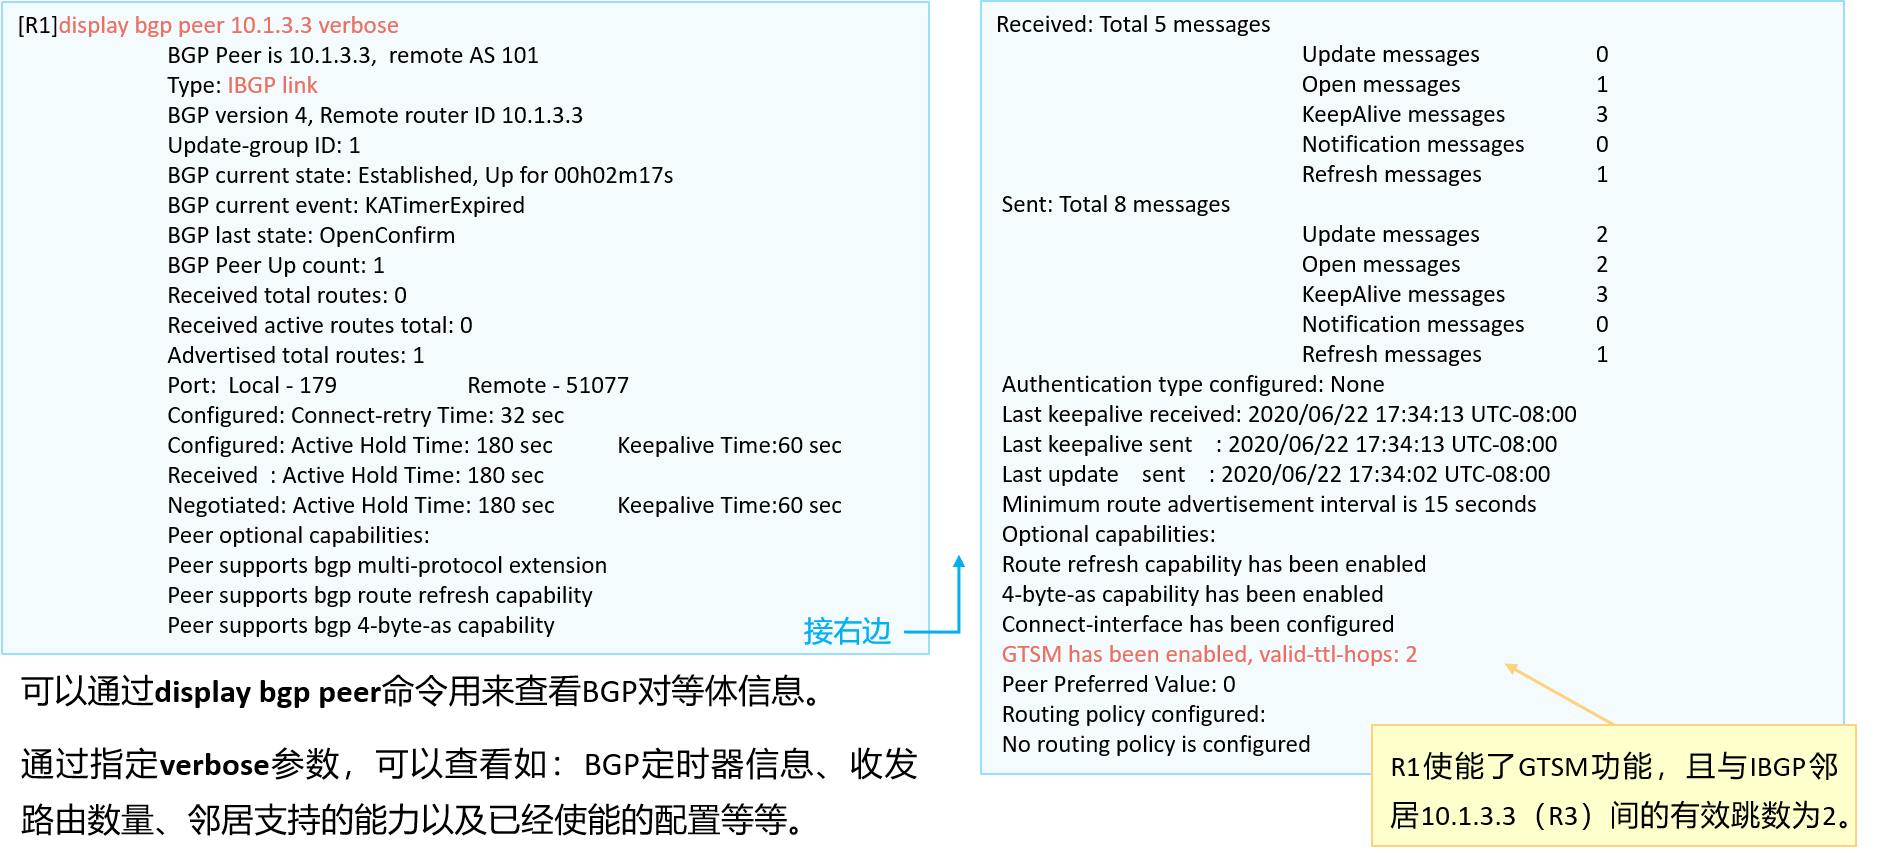 [R1]display bgp peer 10.1.3.3 verbose
BGP Peer is 10.1.3.3,  remote AS 101
Type: IBGP link
BGP version 4, Remote router ID 10.1.3.3
Update-group ID: 1
BGP current state: Established, Up for 00h02m17s
BGP current event: KATimerExpired
BGP last state: OpenConfirm
BGP Peer Up count: 1
Received total routes: 0
Received active routes total: 0
Advertised total routes: 1
Port:  Local - 179    Remote - 51077
Configured: Connect-retry Time: 32 sec
Configured: Active Hold Time: 180 sec    Keepalive Time:60 sec
Received  : Active Hold Time: 180 sec
Negotiated: Active Hold Time: 180 sec    Keepalive Time:60 sec
Peer optional capabilities:
Peer supports bgp multi-protocol extension
Peer supports bgp route refresh capability
Peer supports bgp 4-byte-as capability
接右边
Received: Total 5 messages
Update messages    0
Open messages    1
KeepAlive messages    3
Notification messages    0
Refresh messages    1
Sent: Total 8 messages
Update messages    2
Open messages    2
KeepAlive messages    3
Notification messages    0
Refresh messages    1
Authentication type configured: None
Last keepalive received: 2020/06/22 17:34:13 UTC-08:00
Last keepalive sent    : 2020/06/22 17:34:13 UTC-08:00
Last update    sent    : 2020/06/22 17:34:02 UTC-08:00
Minimum route advertisement interval is 15 seconds
Optional capabilities:
Route refresh capability has been enabled
4-byte-as capability has been enabled
Connect-interface has been configured
GTSM has been enabled, valid-ttl-hops: 2
Peer Preferred Value: 0
Routing policy configured:
No routing policy is configured
R1使能了GTSM功能，且与IBGP邻
居10.1.3.3（R3）间的有效跳数为2。
可以通过display bgp peer命令用来查看BGP对等体信息。
通过指定verbose参数，可以查看如：BGP定时器信息、收发
路由数量、邻居支持的能力以及已经使能的配置等等。